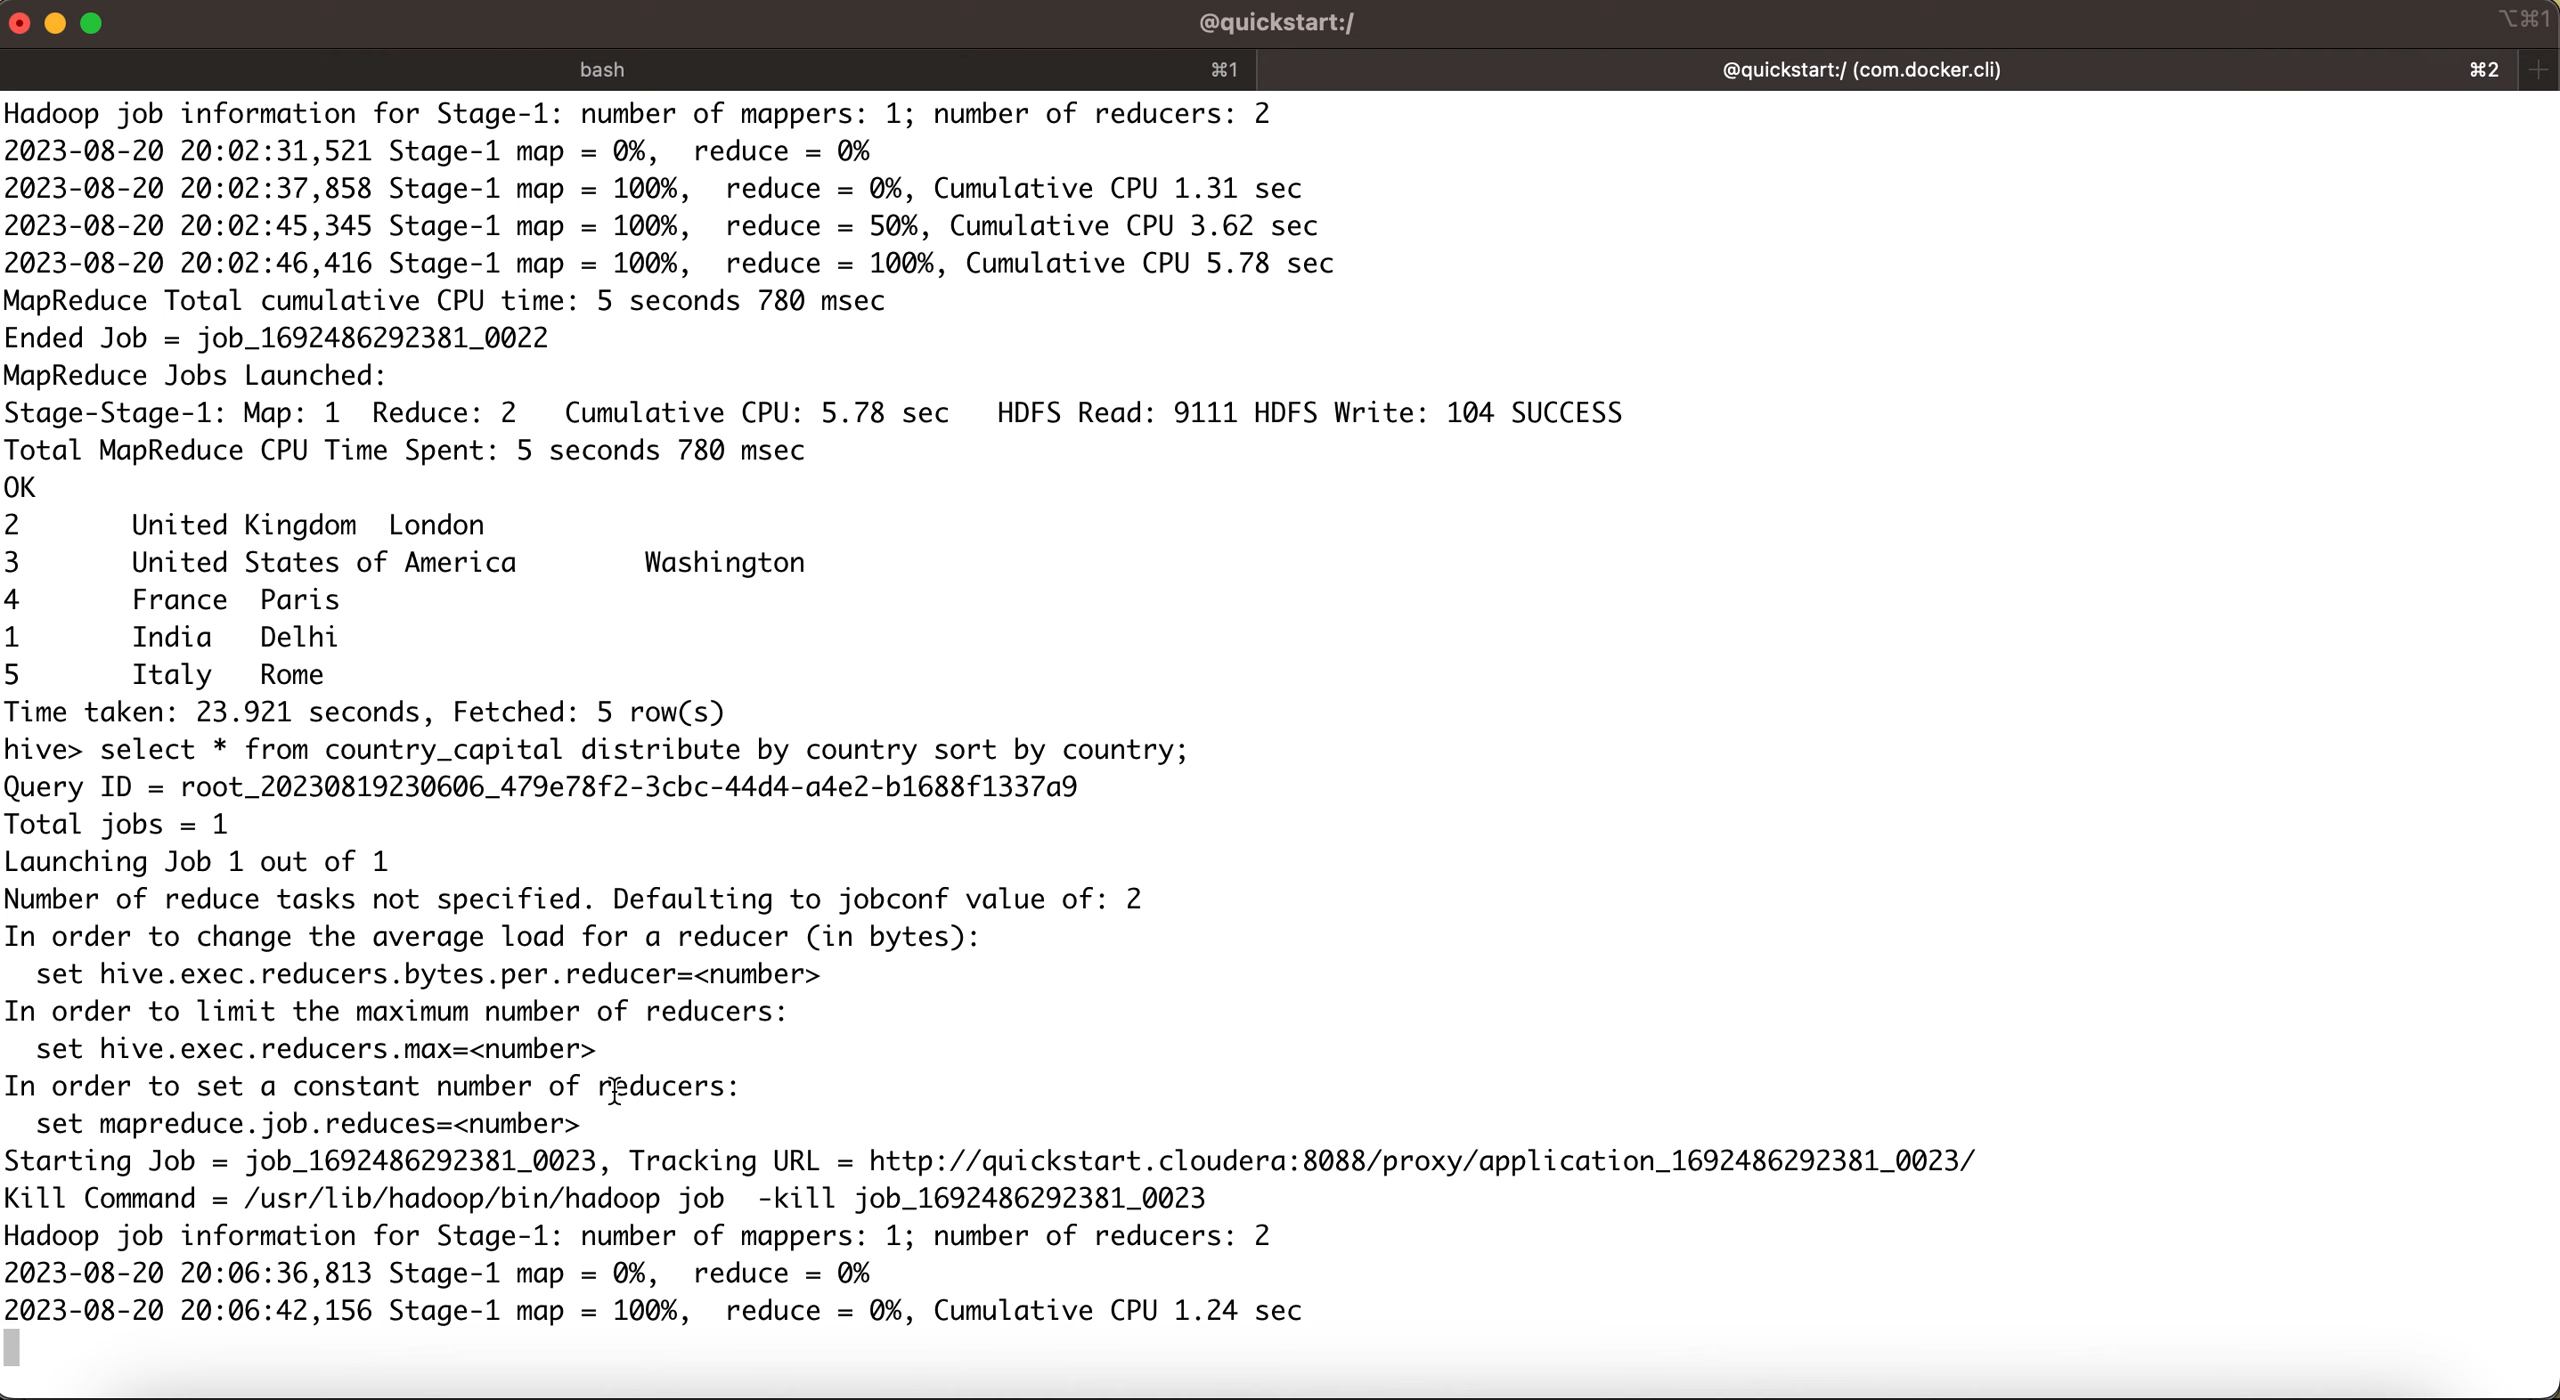 @quickstart:/
⌥⌘1
bash ⌘1 @quickstart:/ (com.docker.cli) ⌘2 +
Hadoop job information for Stage-1: number of mappers: 1; number of reducers: 2
2023-08-20 20:02:31,521 Stage-1 map = 0%,  reduce = 0%
2023-08-20 20:02:37,858 Stage-1 map = 100%,  reduce = 0%, Cumulative CPU 1.31 sec
2023-08-20 20:02:45,345 Stage-1 map = 100%,  reduce = 50%, Cumulative CPU 3.62 sec
2023-08-20 20:02:46,416 Stage-1 map = 100%,  reduce = 100%, Cumulative CPU 5.78 sec
MapReduce Total cumulative CPU time: 5 seconds 780 msec
Ended Job = job_1692486292381_0022
MapReduce Jobs Launched:
Stage-Stage-1: Map: 1  Reduce: 2   Cumulative CPU: 5.78 sec   HDFS Read: 9111 HDFS Write: 104 SUCCESS
Total MapReduce CPU Time Spent: 5 seconds 780 msec
OK
2       United Kingdom  London
3       United States of America        Washington
4       France  Paris
1       India   Delhi
5       Italy   Rome
Time taken: 23.921 seconds, Fetched: 5 row(s)
hive> select * from country_capital distribute by country sort by country;
Query ID = root_20230819230606_479e78f2-3cbc-44d4-a4e2-b1688f1337a9
Total jobs = 1
Launching Job 1 out of 1
Number of reduce tasks not specified. Defaulting to jobconf value of: 2
In order to change the average load for a reducer (in bytes):
  set hive.exec.reducers.bytes.per.reducer=<number>
In order to limit the maximum number of reducers:
  set hive.exec.reducers.max=<number>
In order to set a constant number of reducers:
  set mapreduce.job.reduces=<number>
Starting Job = job_1692486292381_0023, Tracking URL = http://quickstart.cloudera:8088/proxy/application_1692486292381_0023/
Kill Command = /usr/lib/hadoop/bin/hadoop job  -kill job_1692486292381_0023
Hadoop job information for Stage-1: number of mappers: 1; number of reducers: 2
2023-08-20 20:06:36,813 Stage-1 map = 0%,  reduce = 0%
2023-08-20 20:06:42,156 Stage-1 map = 100%,  reduce = 0%, Cumulative CPU 1.24 sec